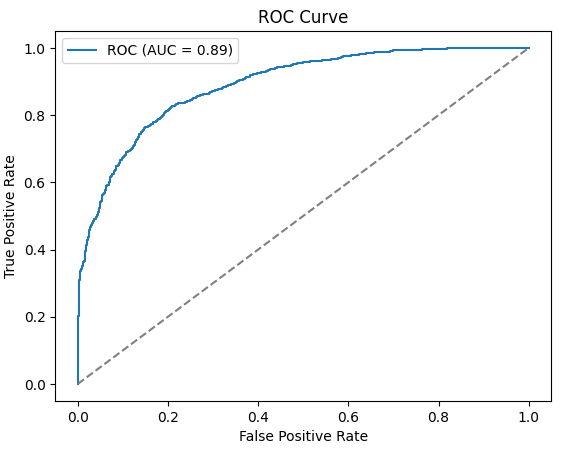 ROC Curve
ROC (AUC = 0.89)
True Positive Rate
1.0
0.8
0.6
0.4
0.2
0.0
0.0 0.2 0.4 0.6 0.8 1.0
False Positive Rate